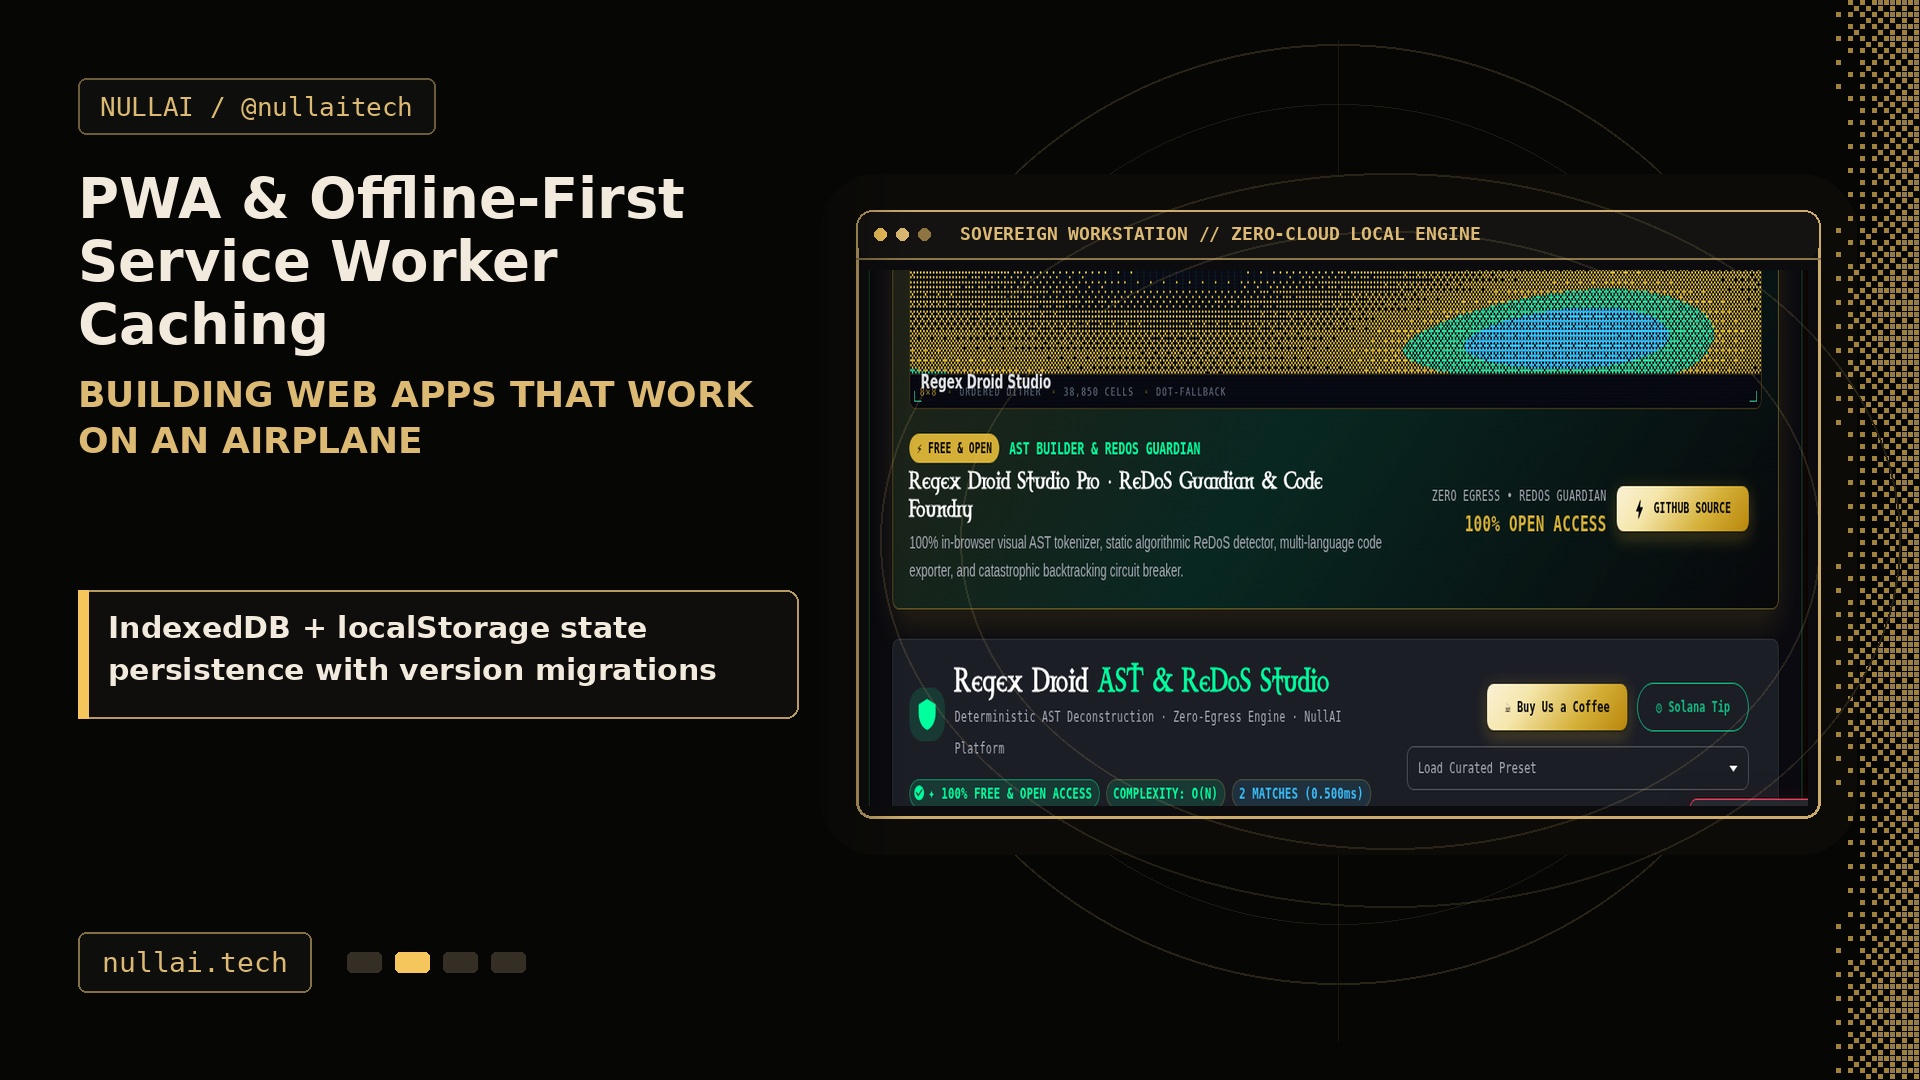 NULLAI / @nullaitech
PWA & Offline-First
Service Worker
Caching
BUILDING WEB APPS THAT WORK
ON AN AIRPLANE
IndexedDB + localStorage state
persistence with version migrations
nullai.tech
SOVEREIGN WORKSTATION // ZERO-CLOUD LOCAL ENGINE
Regex Droid Studio
8×8 · ORDERED DITHER · 38,850 CELLS · DOT-FALLBACK
⚡ FREE & OPEN AST BUILDER & REDOS GUARDIAN
Regex Droid Studio Pro · ReDoS Guardian & Code
Foundry
100% in-browser visual AST tokenizer, static algorithmic ReDoS detector, multi-language code
exporter, and catastrophic backtracking circuit breaker.
ZERO EGRESS • REDOS GUARDIAN
100% OPEN ACCESS
GITHUB SOURCE
Regex Droid AST & ReDoS Studio
Deterministic AST Deconstruction · Zero-Egress Engine · NullAI
Platform
100% FREE & OPEN ACCESS COMPLEXITY: O(N) 2 MATCHES (0.500ms)
Buy Us a Coffee
◎ Solana Tip
Load Curated Preset